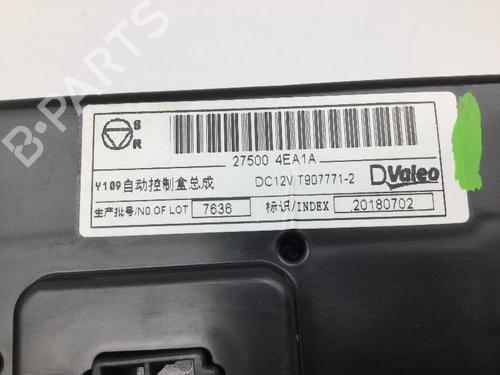 S
R
27500 4EA1A
Y109自动控制盒总成 DC12V T907771-2 Valeo
生产批号/NO OF LOT 7636 标识/INDEX 20180702
B-PARTS